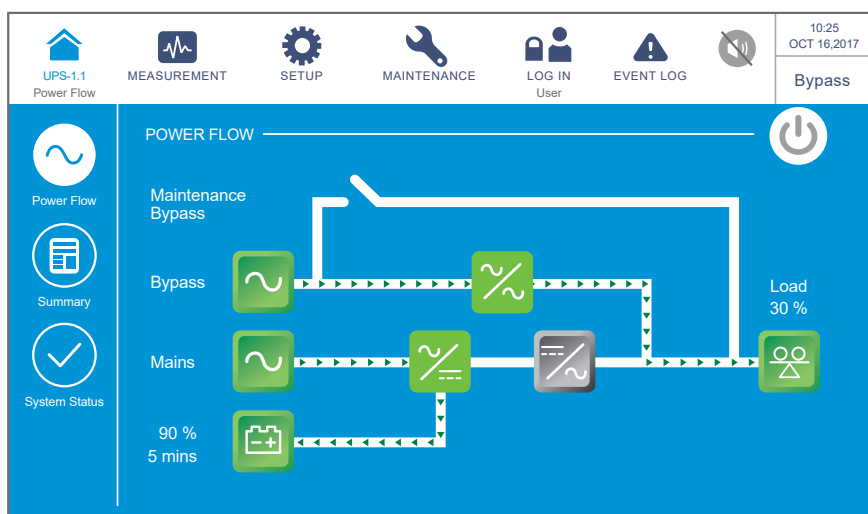 UPS-1.1
Power Flow
MEASUREMENT
SETUP
MAINTENANCE
LOG IN
User
EVENT LOG
10:25
OCT 16,2017
Bypass
Power Flow
Summary
System Status
POWER FLOW
Maintenance
Bypass
Bypass
Mains
90 %
5 mins
Load
30 %